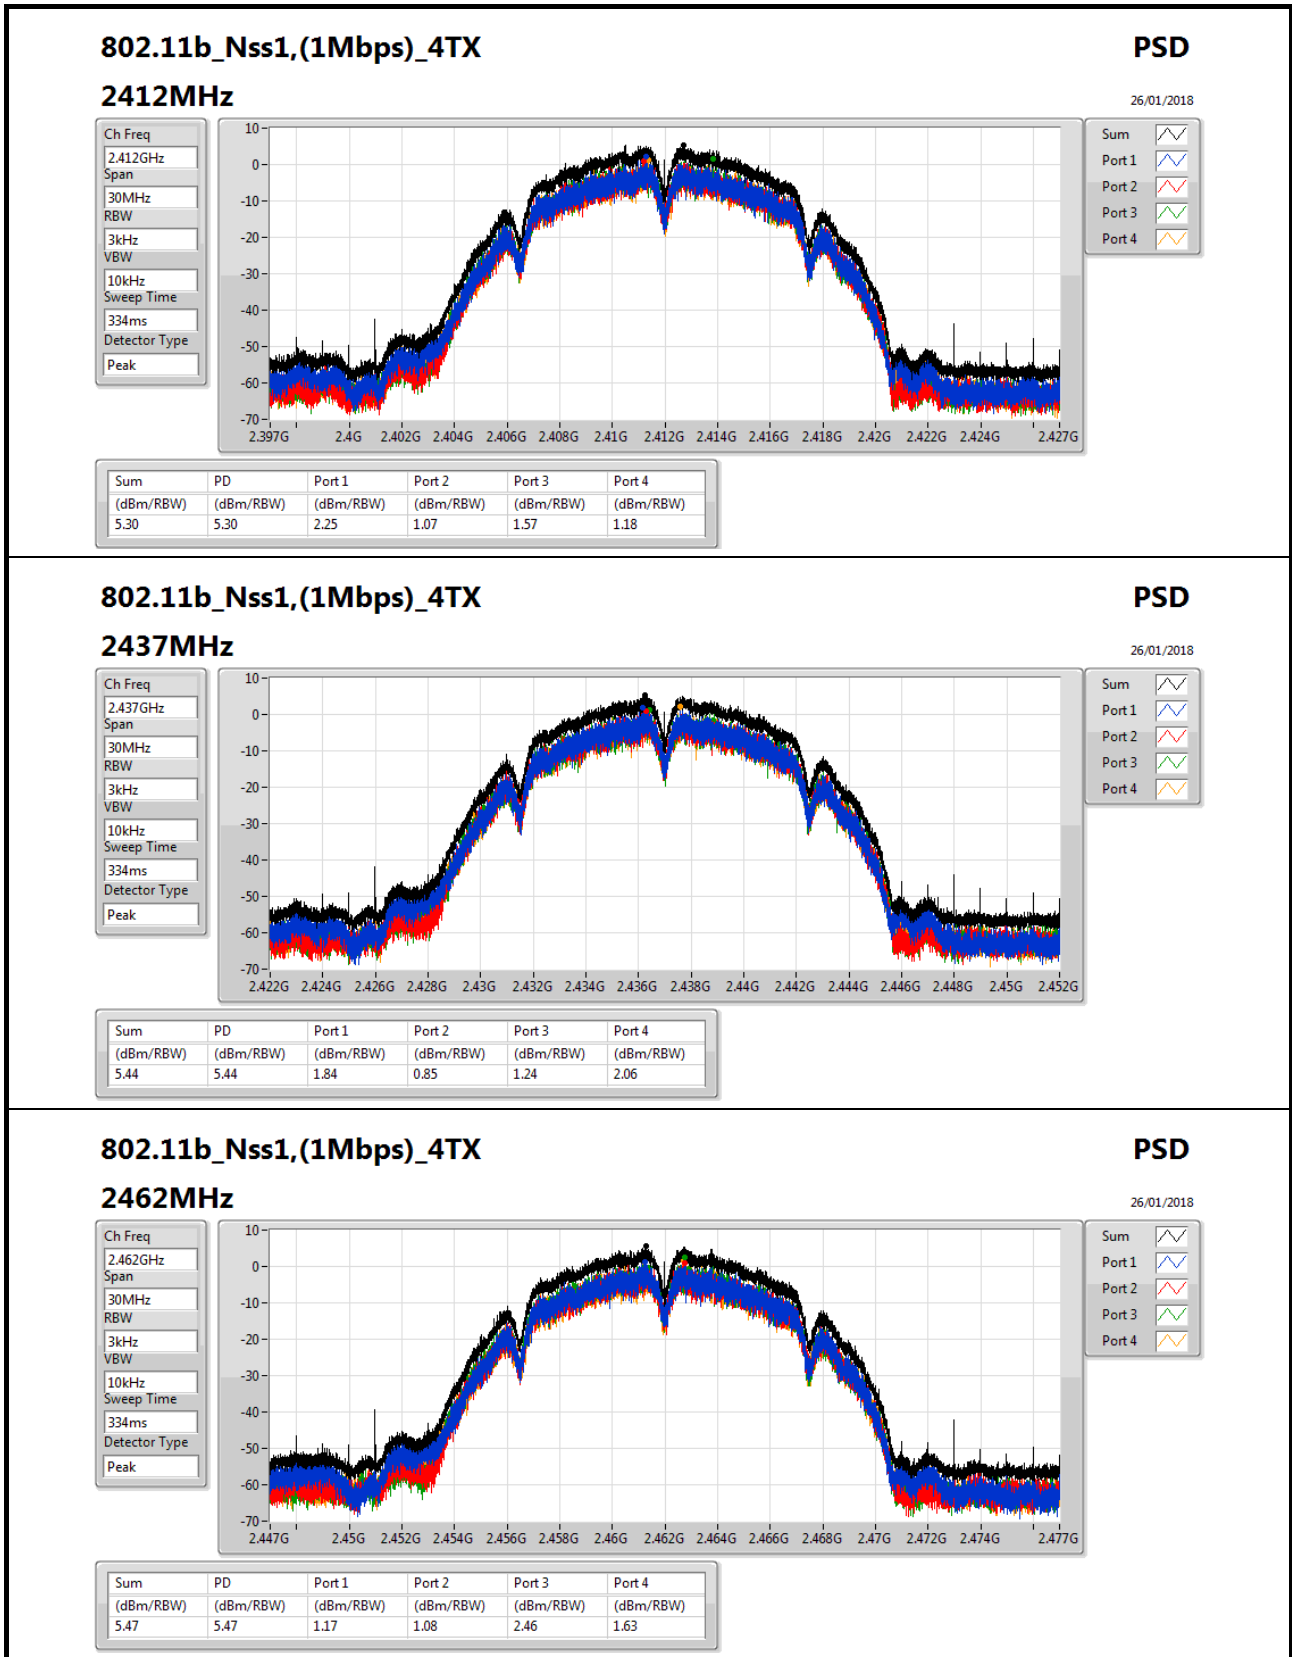 802.11b_Nss1,(1Mbps)_4TX PSD
2412MHz 26/01/2018
Ch Freq
2.412GHz
Span
30MHz
RBW
3kHz
VBW
10kHz
Sweep Time
334ms
Detector Type
Peak
10
0
-10
-20
-30
-40
-50
-60
-70
2.397G 2.4G 2.402G 2.404G 2.406G 2.408G 2.41G 2.412G 2.414G 2.416G 2.418G 2.42G 2.422G 2.424G 2.427G
Sum
Port 1
Port 2
Port 3
Port 4
Sum PD Port 1 Port 2 Port 3 Port 4
(dBm/RBW) (dBm/RBW) (dBm/RBW) (dBm/RBW) (dBm/RBW) (dBm/RBW)
5.30 5.30 2.25 1.07 1.57 1.18
802.11b_Nss1,(1Mbps)_4TX PSD
2437MHz 26/01/2018
Ch Freq
2.437GHz
Span
30MHz
RBW
3kHz
VBW
10kHz
Sweep Time
334ms
Detector Type
Peak
10
0
-10
-20
-30
-40
-50
-60
-70
2.422G 2.424G 2.426G 2.428G 2.43G 2.432G 2.434G 2.436G 2.438G 2.44G 2.442G 2.444G 2.446G 2.448G 2.45G 2.452G
Sum
Port 1
Port 2
Port 3
Port 4
Sum PD Port 1 Port 2 Port 3 Port 4
(dBm/RBW) (dBm/RBW) (dBm/RBW) (dBm/RBW) (dBm/RBW) (dBm/RBW)
5.44 5.44 1.84 0.85 1.24 2.06
802.11b_Nss1,(1Mbps)_4TX PSD
2462MHz 26/01/2018
Ch Freq
2.462GHz
Span
30MHz
RBW
3kHz
VBW
10kHz
Sweep Time
334ms
Detector Type
Peak
10
0
-10
-20
-30
-40
-50
-60
-70
2.447G 2.45G 2.452G 2.454G 2.456G 2.458G 2.46G 2.462G 2.464G 2.466G 2.468G 2.47G 2.472G 2.474G 2.477G
Sum
Port 1
Port 2
Port 3
Port 4
Sum PD Port 1 Port 2 Port 3 Port 4
(dBm/RBW) (dBm/RBW) (dBm/RBW) (dBm/RBW) (dBm/RBW) (dBm/RBW)
5.47 5.47 1.17 1.08 2.46 1.63